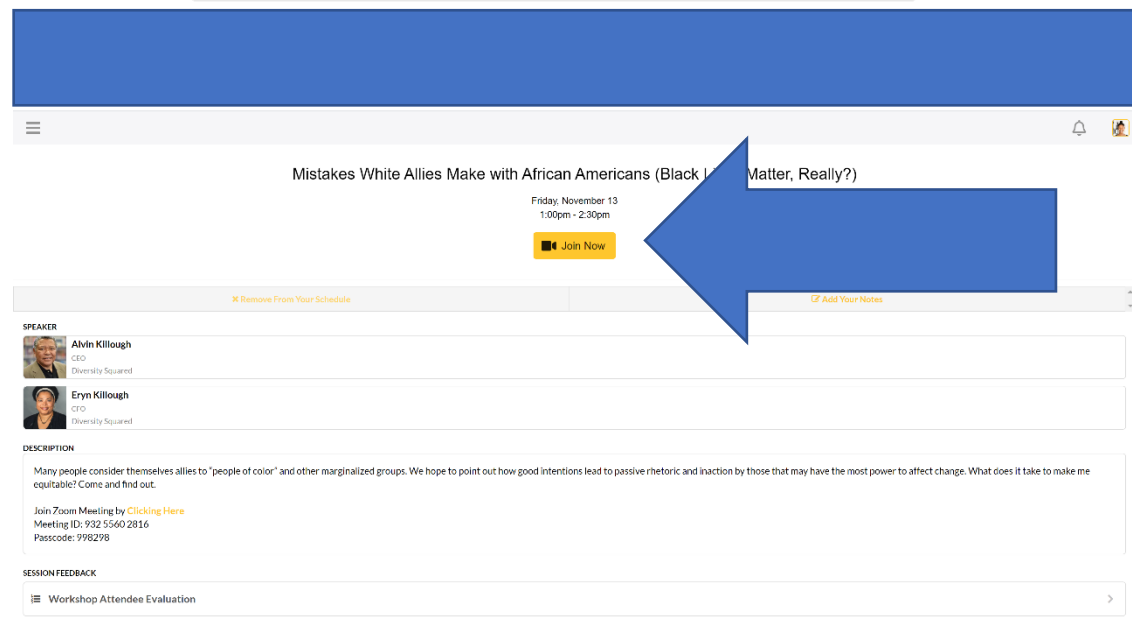 Mistakes White Allies Make with African Americans (Black L Matter, Really?)
Friday, November 13
1:00pm - 2:30pm
Join Now
Remove From Your Schedule
Add Your Notes
SPEAKER
Alvin Killough
CEO
Diversity Squared
Eryn Killough
CFO
Diversity Squared
DESCRIPTION
Many people consider themselves allies to "people of color" and other marginalized groups. We hope to point out how good intentions lead to passive rhetoric and inaction by those that may have the most power to affect change. What does it take to make me
equitable? Come and find out.
Join Zoom Meeting by Clicking Here
Meeting ID: 932 5560 2816
Passcode: 998298
SESSION FEEDBACK
Workshop Attendee Evaluation